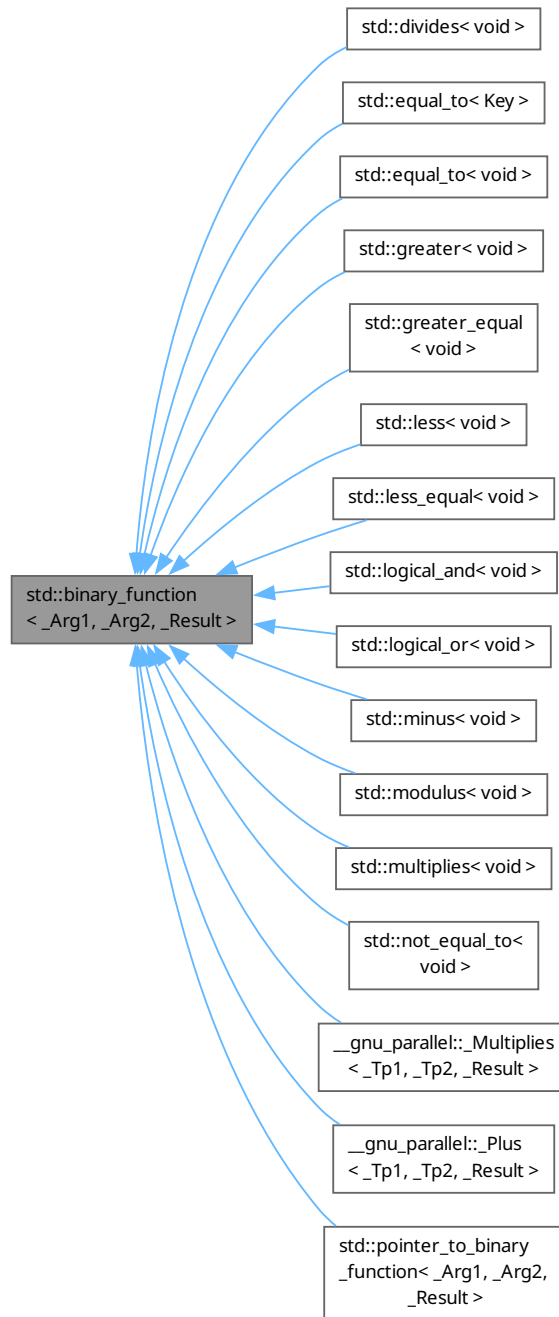 std::divides< void >
std::equal_to< Key >
std::equal_to< void >
std::greater< void >
std::greater_equal
< void >
std::less< void >
std::less_equal< void >
std::logical_and< void >
std::binary_function
< _Arg1, _Arg2, _Result >
std::logical_or< void >
std::minus< void >
std::modulus< void >
std::multiplies< void >
std::not_equal_to<
void >
__gnu_parallel::_Multiplies
< _Tp1, _Tp2, _Result >
__gnu_parallel::_Plus
< _Tp1, _Tp2, _Result >
std::pointer_to_binary
_function< _Arg1, _Arg2,
_Result >